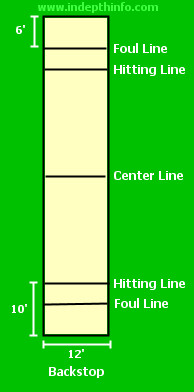 www.indepthinfo.com
6'
Foul Line
Hitting Line
Center Line
Hitting Line
10'
Foul Line
12'
Backstop